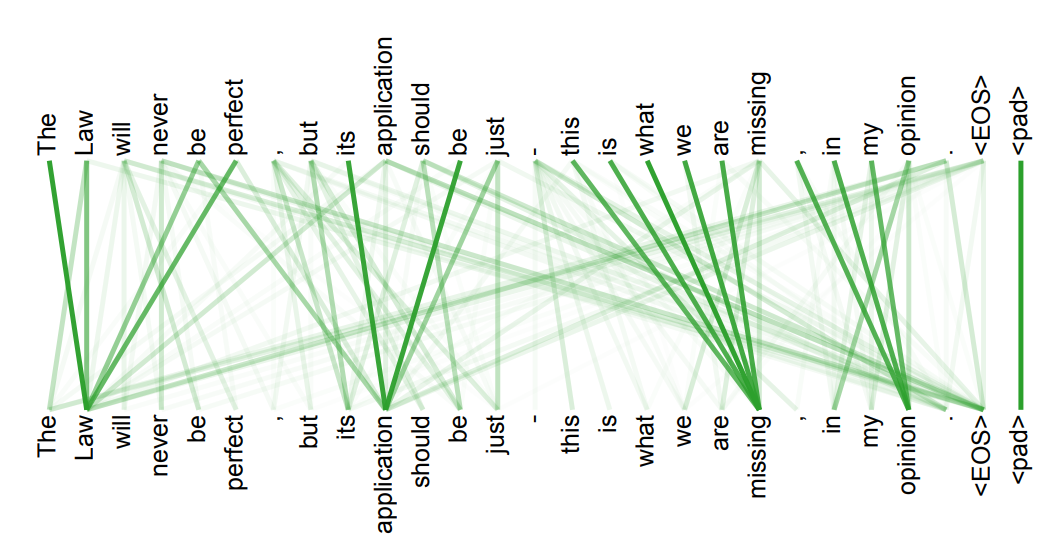 The Law will never be perfect , but its application should be just - this is what we are missing , in my opinion . <EOS> <pad>
The Law will never be perfect , but its application should be just - this is what we are missing , in my opinion . <EOS> <pad>